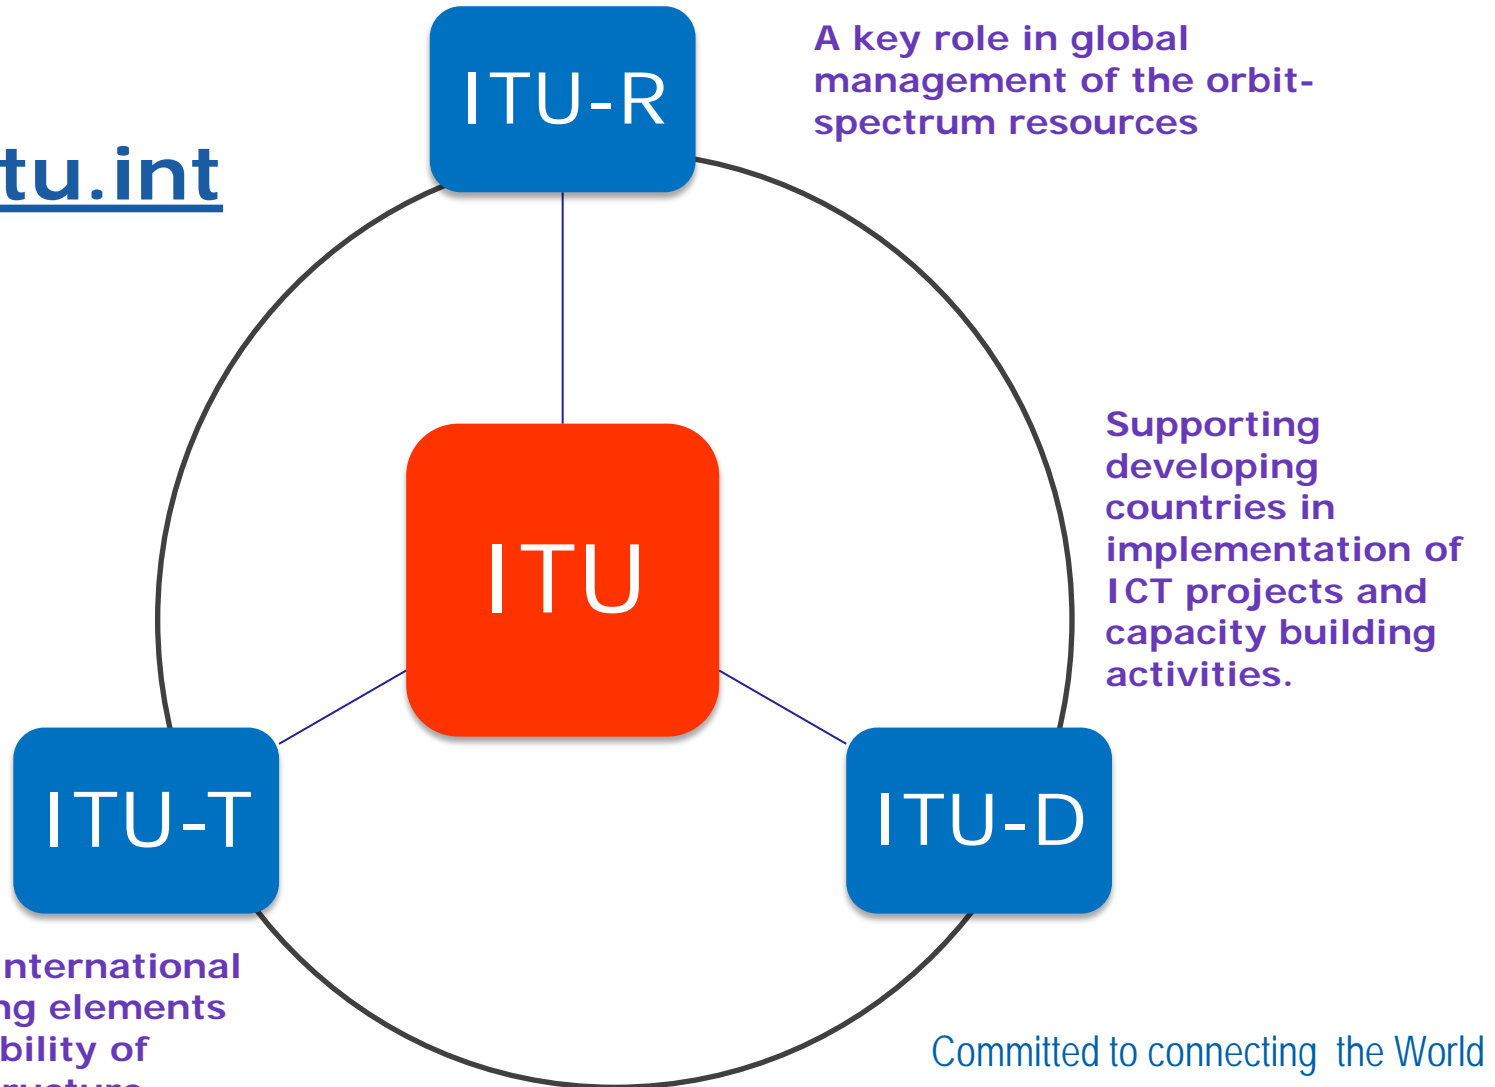 ITU-R
A key role in global
management of the orbit-
spectrum resources
tu.int
Supporting
developing
countries in
implementation of
ICT projects and
capacity building
activities.
ITU
ITU-T
ITU-D
nternational
ng elements
bility of
ructure
Committed to connecting the World